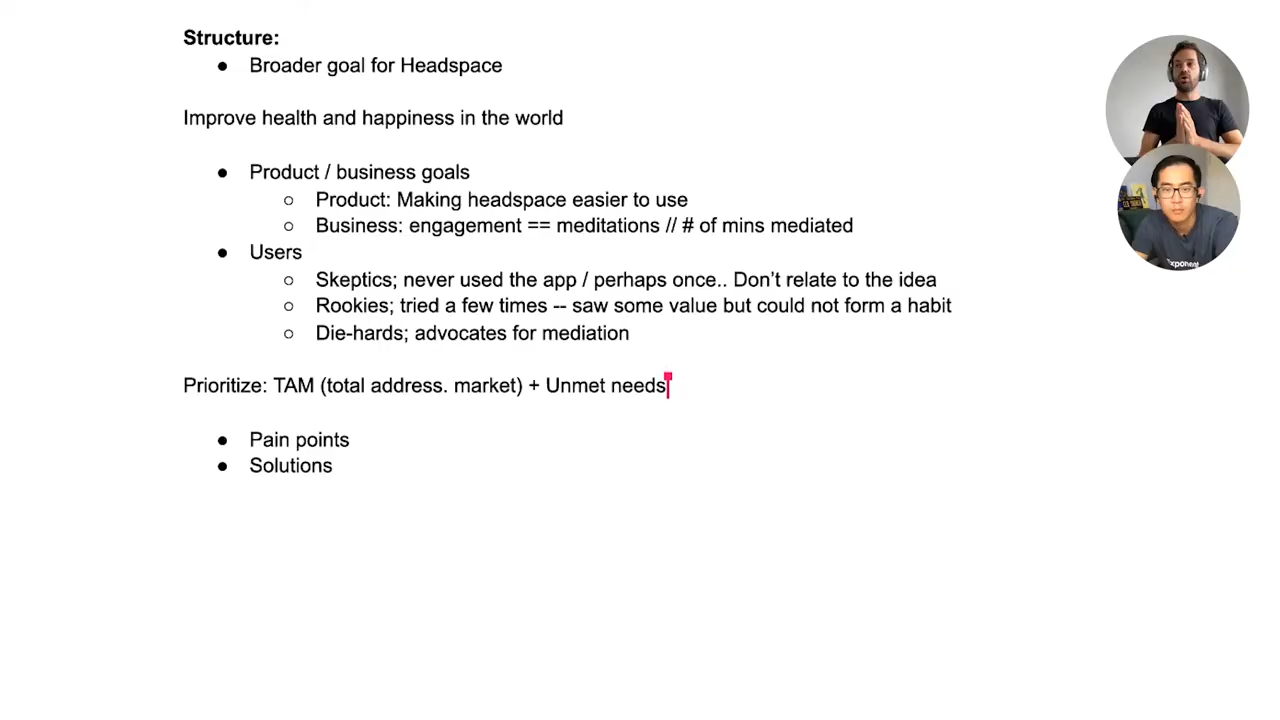 Structure:
● Broader goal for Headspace
Improve health and happiness in the world
● Product / business goals
○ Product: Making headspace easier to use
○ Business: engagement == meditations // # of mins mediated
● Users
○ Skeptics; never used the app / perhaps once.. Don’t relate to the idea
○ Rookies; tried a few times -- saw some value but could not form a habit
○ Die-hards; advocates for mediation
Prioritize: TAM (total address. market) + Unmet needs
● Pain points
● Solutions
Exponent